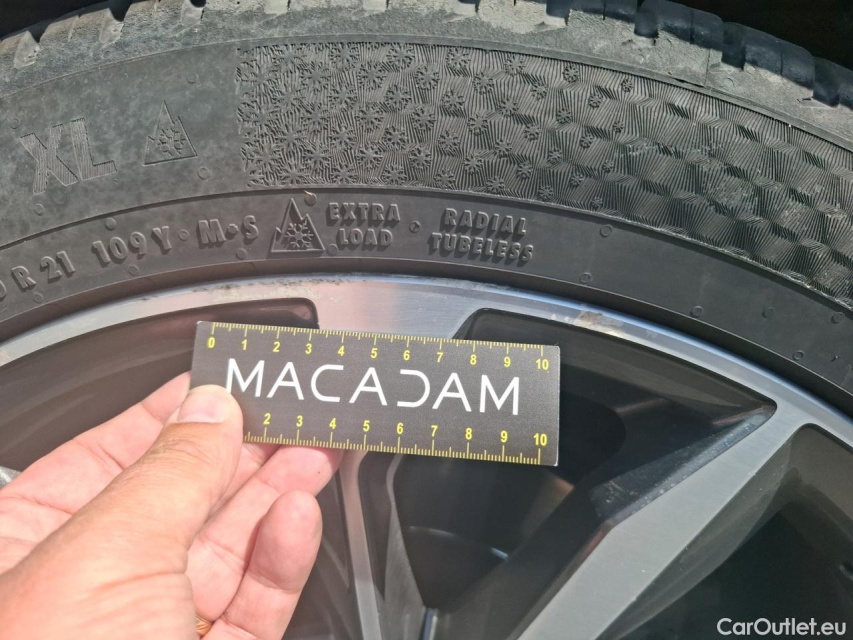 XL
R 21 109Y · M·S
EXTRA
LOAD
RADIAL
TUBELESS
0 1 2 3 4 5 6 7 8 9 10
MACADAM
2 3 4 5 6 7 8 9 10
CarOutlet.eu